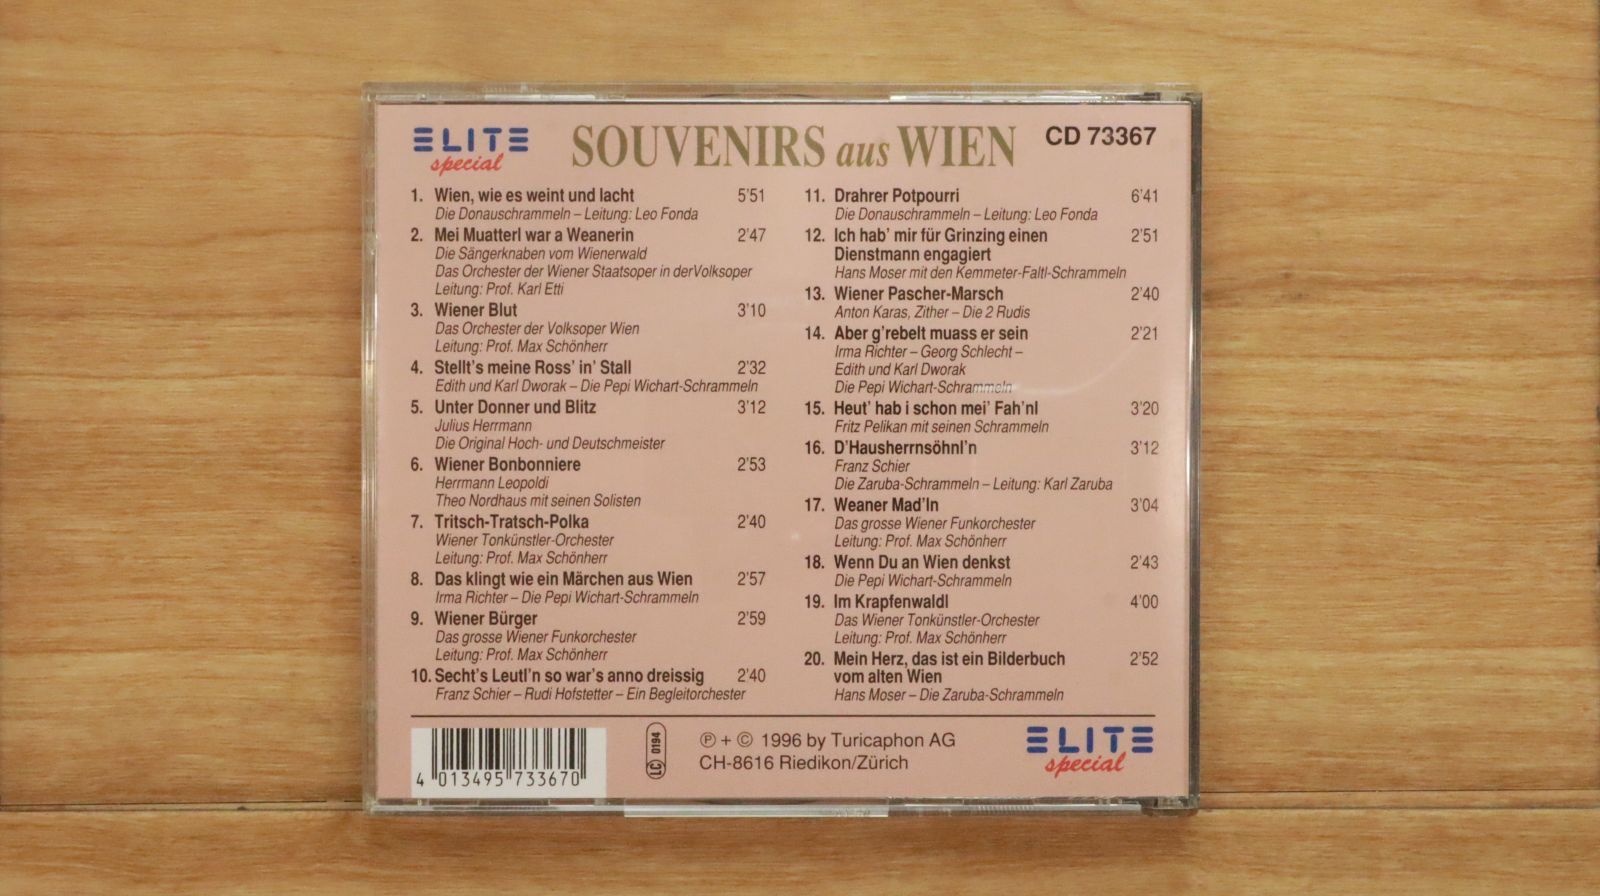 ELITE special
SOUVENIRS aus WIEN
CD 73367
1. Wien, wie es weint und lacht 5'51
Die Donauschrammeln – Leitung: Leo Fonda
2. Mei Muatterl war a Weanerin 2'47
Die Sängerknaben vom Wienerwald
Das Orchester der Wiener Staatsoper in derVolksoper
Leitung: Prof. Karl Etti
3. Wiener Blut 3'10
Das Orchester der Volksoper Wien
Leitung: Prof. Max Schönherr
4. Stellt's meine Ross' in' Stall 2'32
Edith und Karl Dworak – Die Pepi Wichart-Schrammeln
5. Unter Donner und Blitz 3'12
Julius Herrmann
Die Original Hoch- und Deutschmeister
6. Wiener Bonbonniere 2'53
Herrmann Leopoldi
Theo Nordhaus mit seinen Solisten
7. Tritsch-Tratsch-Polka 2'40
Wiener Tonkünstler-Orchester
Leitung: Prof. Max Schönherr
8. Das klingt wie ein Märchen aus Wien 2'57
Irma Richter – Die Pepi Wichart-Schrammeln
9. Wiener Bürger 2'59
Das grosse Wiener Funkorchester
Leitung: Prof. Max Schönherr
10. Secht's Leutl'n so war's anno dreissig 2'40
Franz Schier – Rudi Hofstetter – Ein Begleitorchester
11. Drahrer Potpourri 6'41
Die Donauschrammeln – Leitung: Leo Fonda
12. Ich hab' mir für Grinzing einen 2'51
Dienstmann engagiert
Hans Moser mit den Kemmeter-Faltl-Schrammeln
13. Wiener Pascher-Marsch 2'40
Anton Karas, Zither – Die 2 Rudis
14. Aber g'rebelt muass er sein 2'21
Irma Richter – Georg Schlecht –
Edith und Karl Dworak
Die Pepi Wichart-Schrammeln
15. Heut' hab i schon mei' Fah'nl 3'20
Fritz Pelikan mit seinen Schrammeln
16. D'Hausherrnsöhnl'n 3'12
Franz Schier
Die Zaruba-Schrammeln – Leitung: Karl Zaruba
17. Weaner Mad'ln 3'04
Das grosse Wiener Funkorchester
Leitung: Prof. Max Schönherr
18. Wenn Du an Wien denkst 2'43
Die Pepi Wichart-Schrammeln
19. Im Krapfenwaldl 4'00
Das Wiener Tonkünstler-Orchester
Leitung: Prof. Max Schönherr
20. Mein Herz, das ist ein Bilderbuch 2'52
vom alten Wien
Hans Moser – Die Zaruba-Schrammeln
4 013495 733670
LC 0194
℗ + © 1996 by Turicaphon AG
CH-8616 Riedikon/Zürich
ELITE special